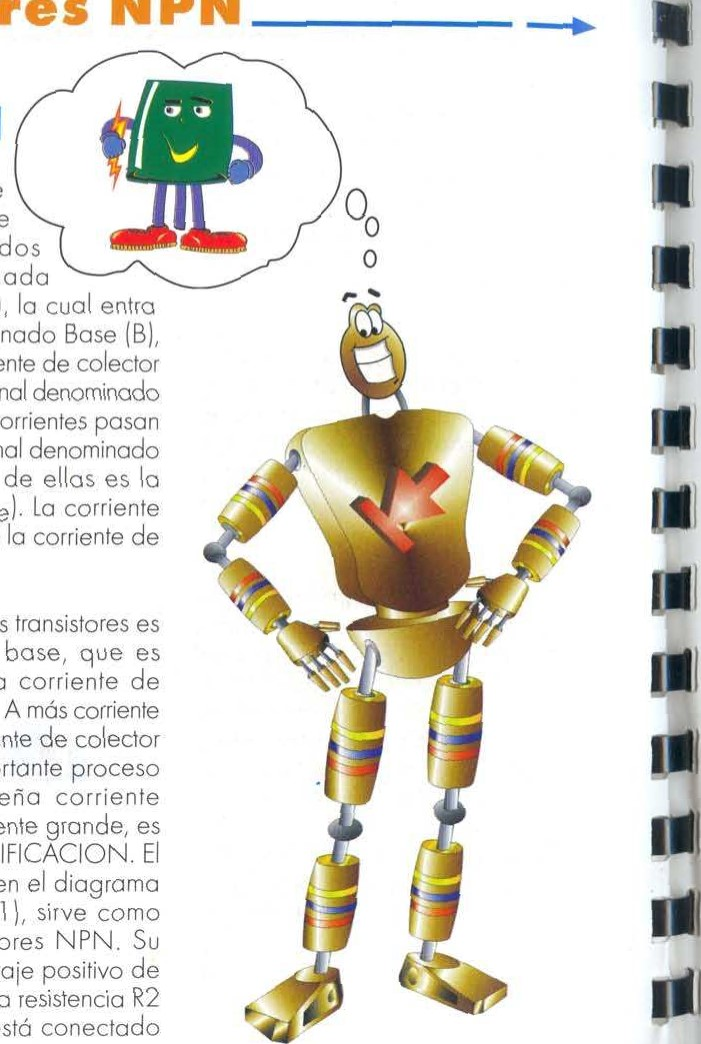 res NPN
e
e
dos
ada
, la cual entra
nado Base (B),
ente de colector
nal denominado
orrientes pasan
nal denominado
de ellas es la
e). La corriente
la corriente de
s transistores es
base, que es
a corriente de
A más corriente
nte de colector
rtante proceso
eña corriente
ente grande, es
IFICACION. El
en el diagrama
1), sirve como
ores NPN. Su
aje positivo de
a resistencia R2
stá conectado